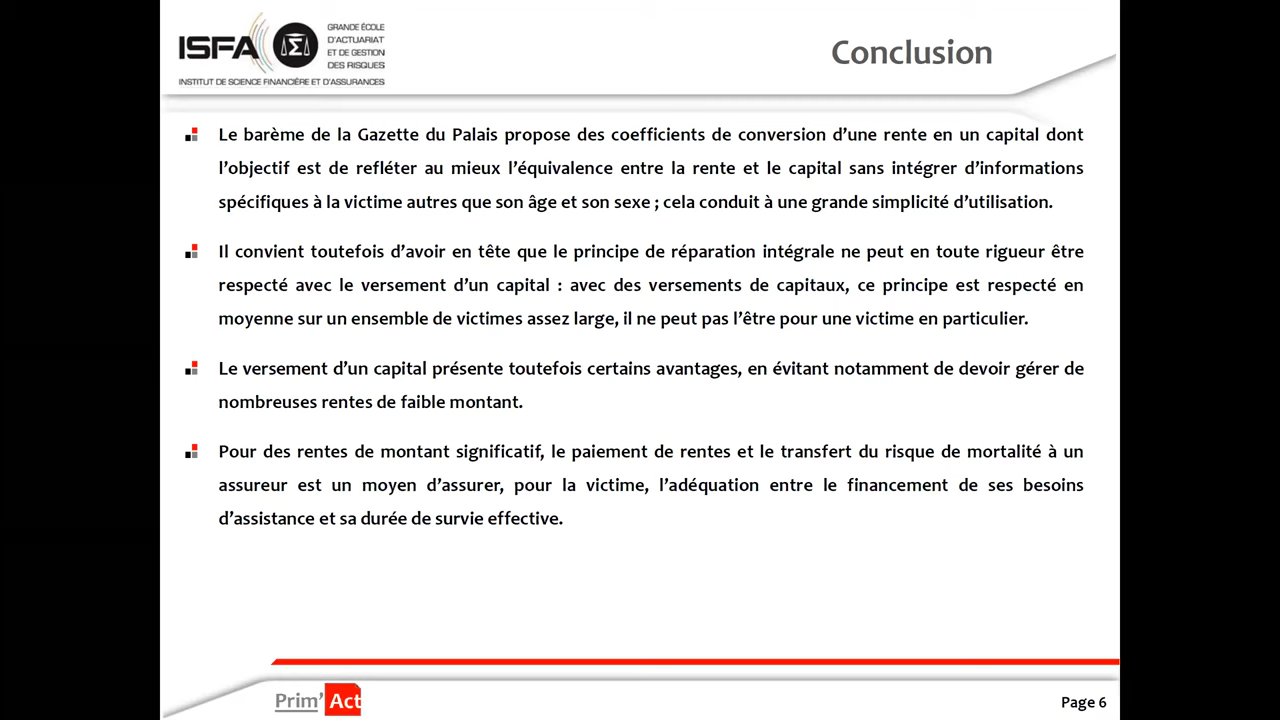 ISFA
GRANDE ÉCOLE
D'ACTUARIAT
ET DE GESTION
DES RISQUES
INSTITUT DE SCIENCE FINANCIÈRE ET D'ASSURANCES
Conclusion
Le barème de la Gazette du Palais propose des coefficients de conversion d’une rente en un capital dont
l’objectif est de refléter au mieux l’équivalence entre la rente et le capital sans intégrer d’informations
spécifiques à la victime autres que son âge et son sexe ; cela conduit à une grande simplicité d’utilisation.
Il convient toutefois d’avoir en tête que le principe de réparation intégrale ne peut en toute rigueur être
respecté avec le versement d’un capital : avec des versements de capitaux, ce principe est respecté en
moyenne sur un ensemble de victimes assez large, il ne peut pas l’être pour une victime en particulier.
Le versement d’un capital présente toutefois certains avantages, en évitant notamment de devoir gérer de
nombreuses rentes de faible montant.
Pour des rentes de montant significatif, le paiement de rentes et le transfert du risque de mortalité à un
assureur est un moyen d’assurer, pour la victime, l’adéquation entre le financement de ses besoins
d’assistance et sa durée de survie effective.
Prim’ Act
Page 6